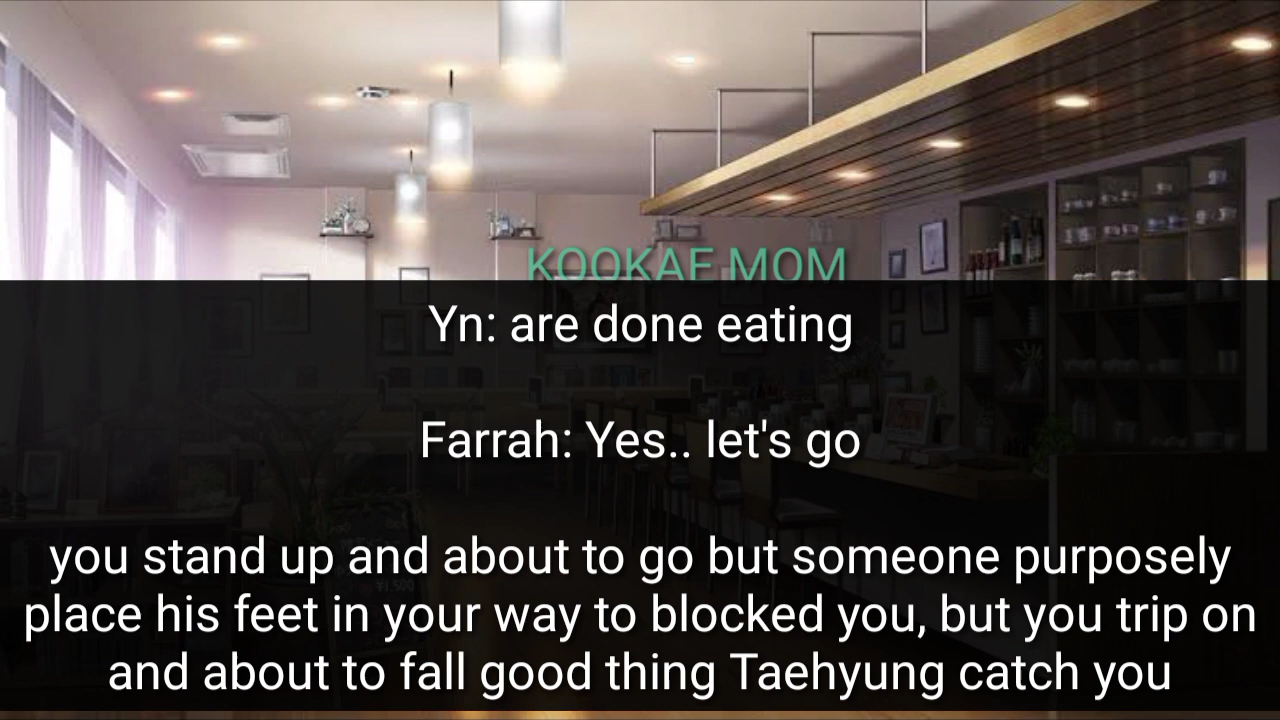 KOOKAE MOM
Yn: are done eating
Farrah: Yes.. let's go
you stand up and about to go but someone purposely
place his feet in your way to blocked you, but you trip on
and about to fall good thing Taehyung catch you
¥1,500